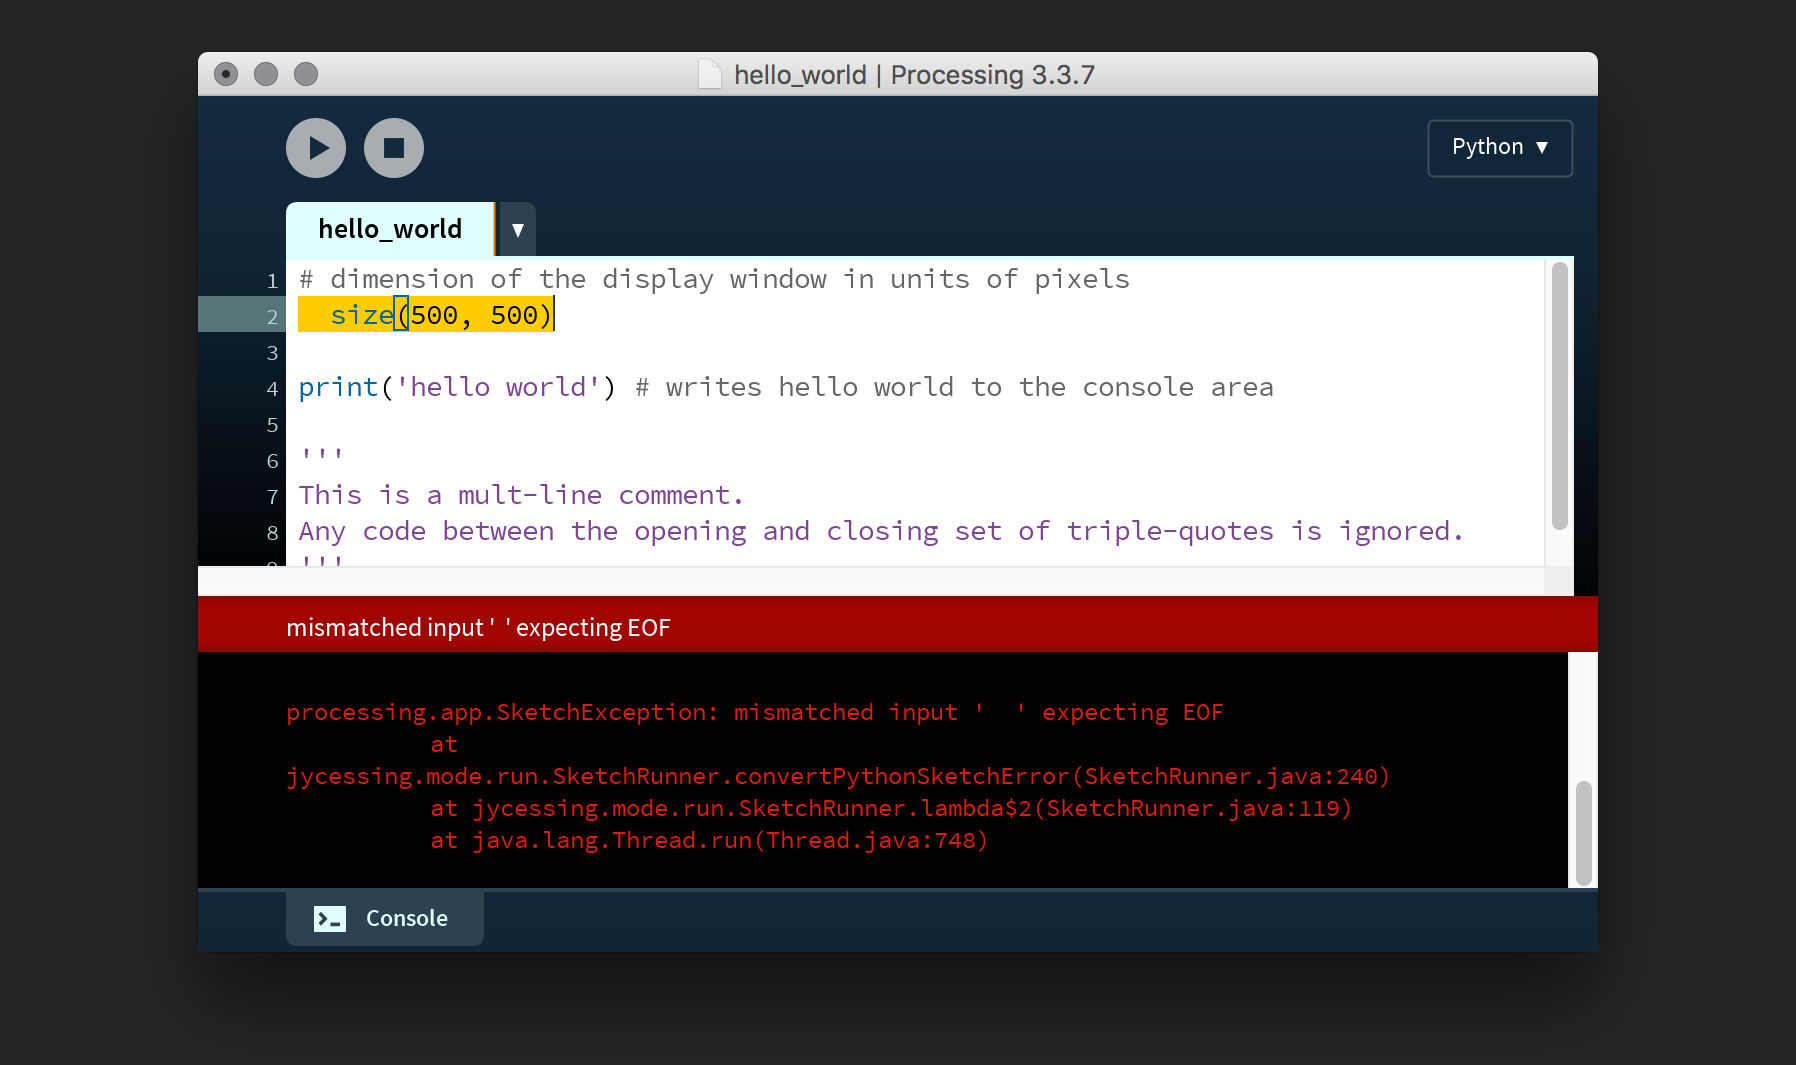 hello_world | Processing 3.3.7
Python ▼
hello_world ▼
1 # dimension of the display window in units of pixels
2   size(500, 500)
3
4 print('hello world') # writes hello world to the console area
5
6 '''
7 This is a mult-line comment.
8 Any code between the opening and closing set of triple-quotes is ignored.
9 '''
mismatched input '  ' expecting EOF
processing.app.SketchException: mismatched input '  ' expecting EOF
at
jycessing.mode.run.SketchRunner.convertPythonSketchError(SketchRunner.java:240)
at jycessing.mode.run.SketchRunner.lambda$2(SketchRunner.java:119)
at java.lang.Thread.run(Thread.java:748)
Console